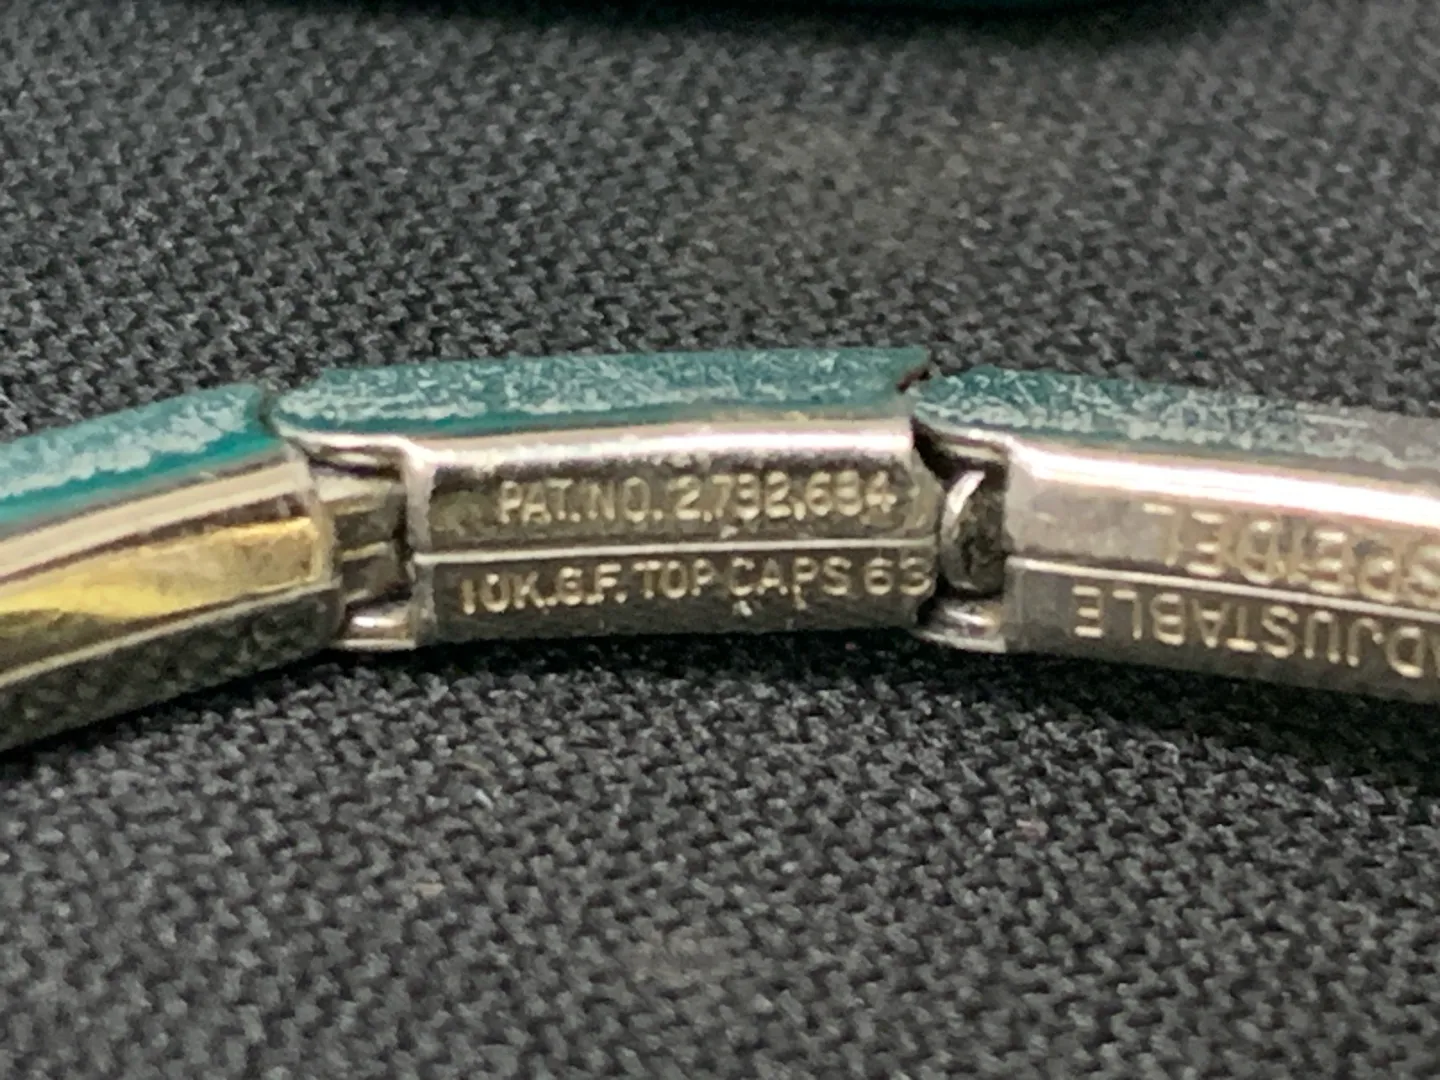 PAT. NO. 2,732,684
10K.G.F. TOP CAPS 63
SPEIDEL
ADJUSTABLE